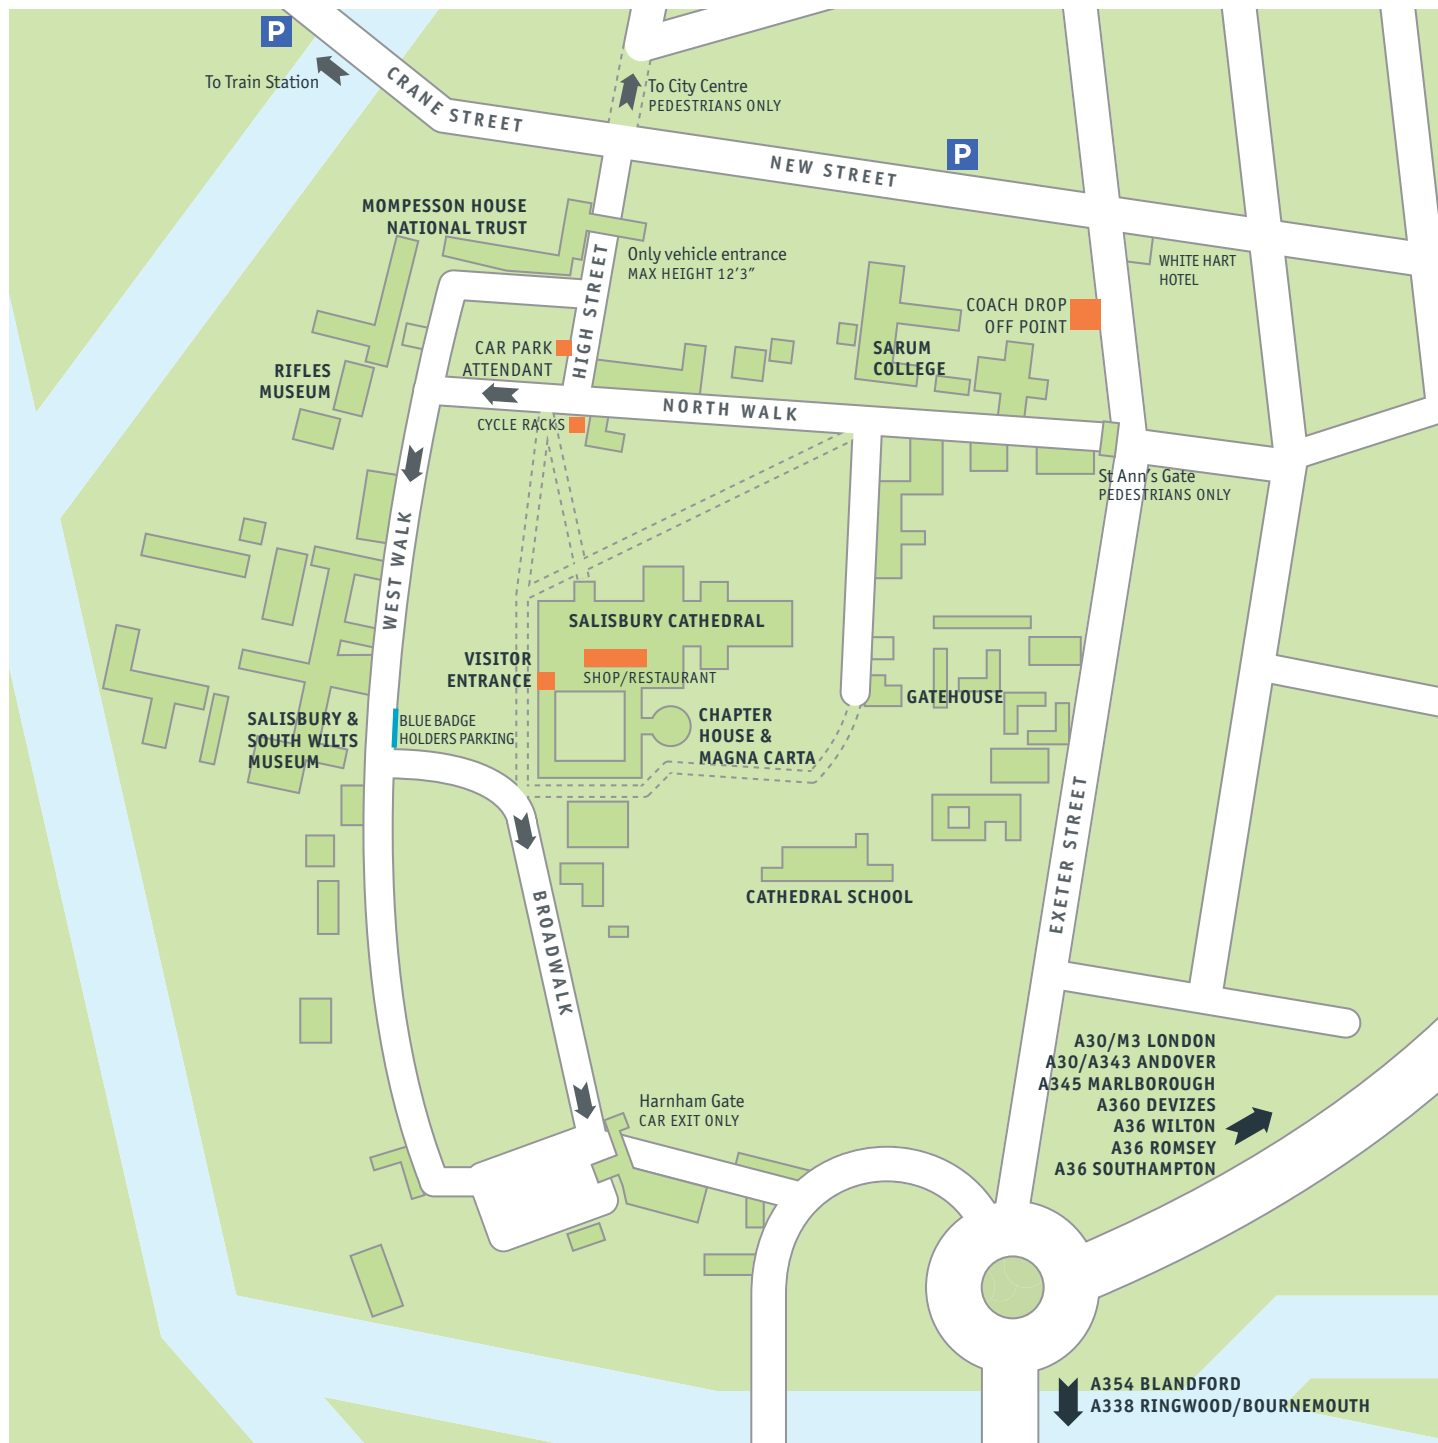 P
To Train Station
CRANE STREET
To City Centre
PEDESTRIANS ONLY
NEW STREET
P
MOMPESSON HOUSE
NATIONAL TRUST
Only vehicle entrance
MAX HEIGHT 12'3”
HIGH STREET
WHITE HART
HOTEL
COACH DROP
OFF POINT
SARUM
COLLEGE
CAR PARK
ATTENDANT
RIFLES
MUSEUM
NORTH WALK
CYCLE RACKS
St Ann's Gate
PEDESTRIANS ONLY
WEST WALK
SALISBURY CATHEDRAL
VISITOR
ENTRANCE
SHOP/RESTAURANT
GATEHOUSE
SALISBURY &
SOUTH WILTS
MUSEUM
BLUE BADGE
HOLDERS PARKING
CHAPTER
HOUSE &
MAGNA CARTA
EXETER STREET
CATHEDRAL SCHOOL
BROADWALK
A30/M3 LONDON
A30/A343 ANDOVER
A345 MARLBOROUGH
A360 DEVIZES
A36 WILTON
A36 ROMSEY
A36 SOUTHAMPTON
Harnham Gate
CAR EXIT ONLY
A354 BLANDFORD
A338 RINGWOOD/BOURNEMOUTH